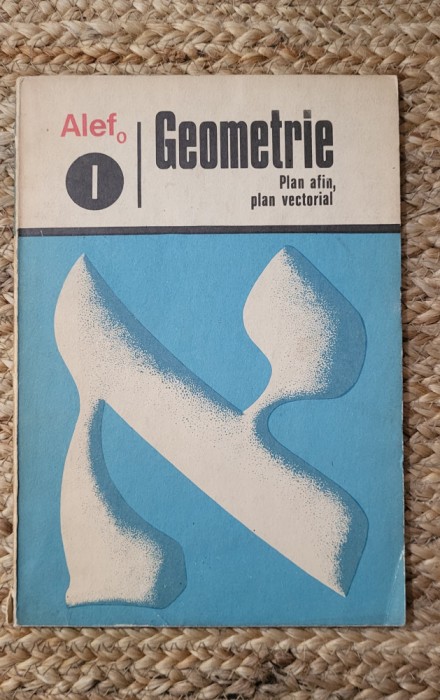 Alef₀
I
Geometrie
Plan afin,
plan vectorial
א